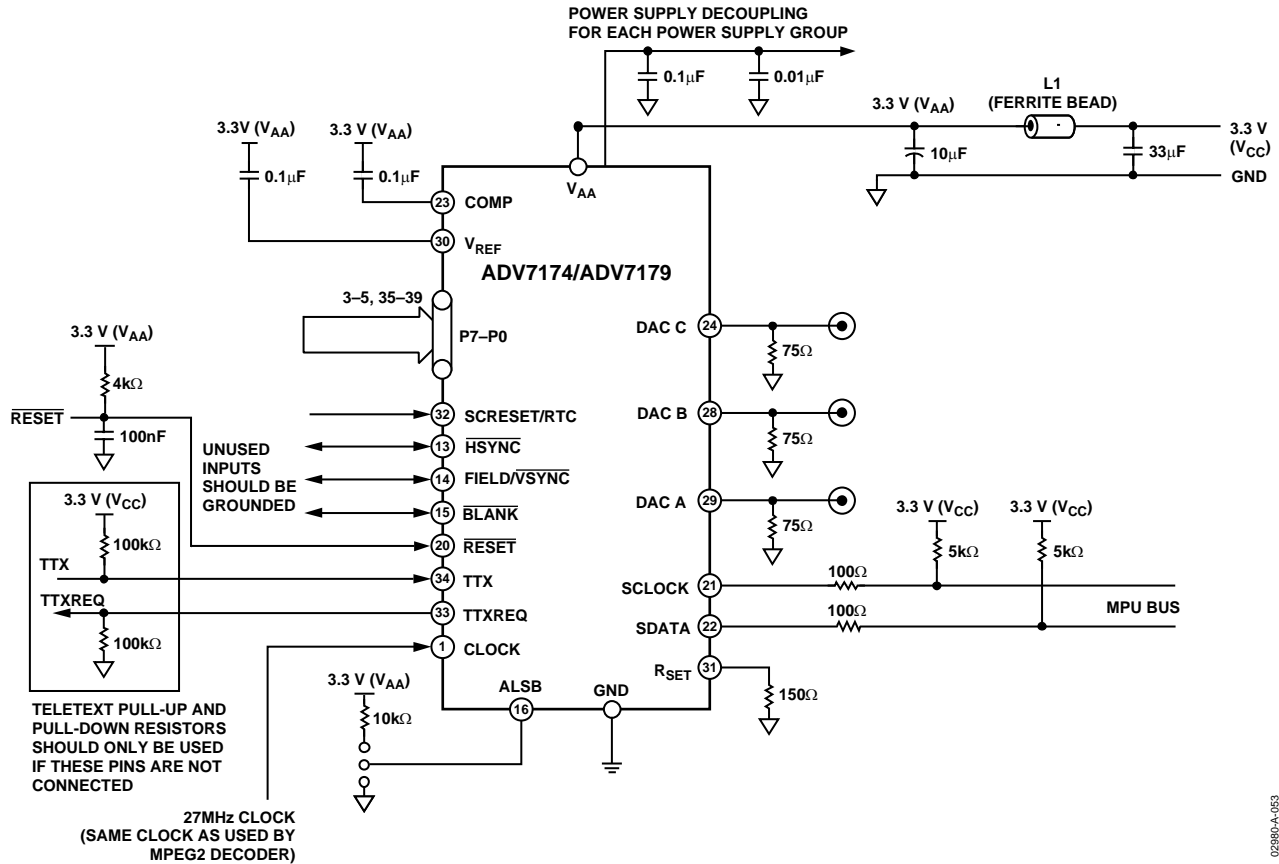 POWER SUPPLY DECOUPLING
FOR EACH POWER SUPPLY GROUP
0.1μF
0.01μF
L1
(FERRITE BEAD)
3.3 V (VAA)
10μF
33μF
3.3 V
(VCC)
GND
3.3V (VAA)
0.1μF
3.3 V (VAA)
0.1μF
VAA
23 COMP
30 VREF
ADV7174/ADV7179
3–5, 35–39
P7–P0
3.3 V (VAA)
4kΩ
RESET
100nF
UNUSED
INPUTS
SHOULD BE
GROUNDED
32 SCRESET/RTC
13 HSYNC
14 FIELD/VSYNC
15 BLANK
20 RESET
34 TTX
33 TTXREQ
1 CLOCK
3.3 V (VCC)
100kΩ
TTX
TTXREQ
100kΩ
TELETEXT PULL-UP AND
PULL-DOWN RESISTORS
SHOULD ONLY BE USED
IF THESE PINS ARE NOT
CONNECTED
27MHz CLOCK
(SAME CLOCK AS USED BY
MPEG2 DECODER)
3.3 V (VAA)
10kΩ
ALSB
16
GND
DAC C 24
75Ω
DAC B 28
75Ω
DAC A 29
75Ω
3.3 V (VCC)
5kΩ
3.3 V (VCC)
5kΩ
SCLOCK 21
100Ω
SDATA 22
100Ω
MPU BUS
RSET 31
150Ω
02980-A-053